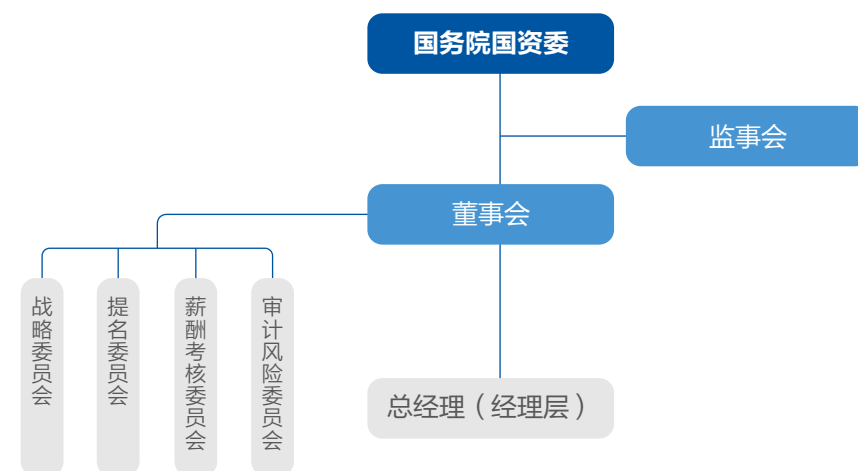 国务院国资委
监事会
董事会
战略委员会
提名委员会
薪酬考核委员会
审计风险委员会
总经理（经理层）